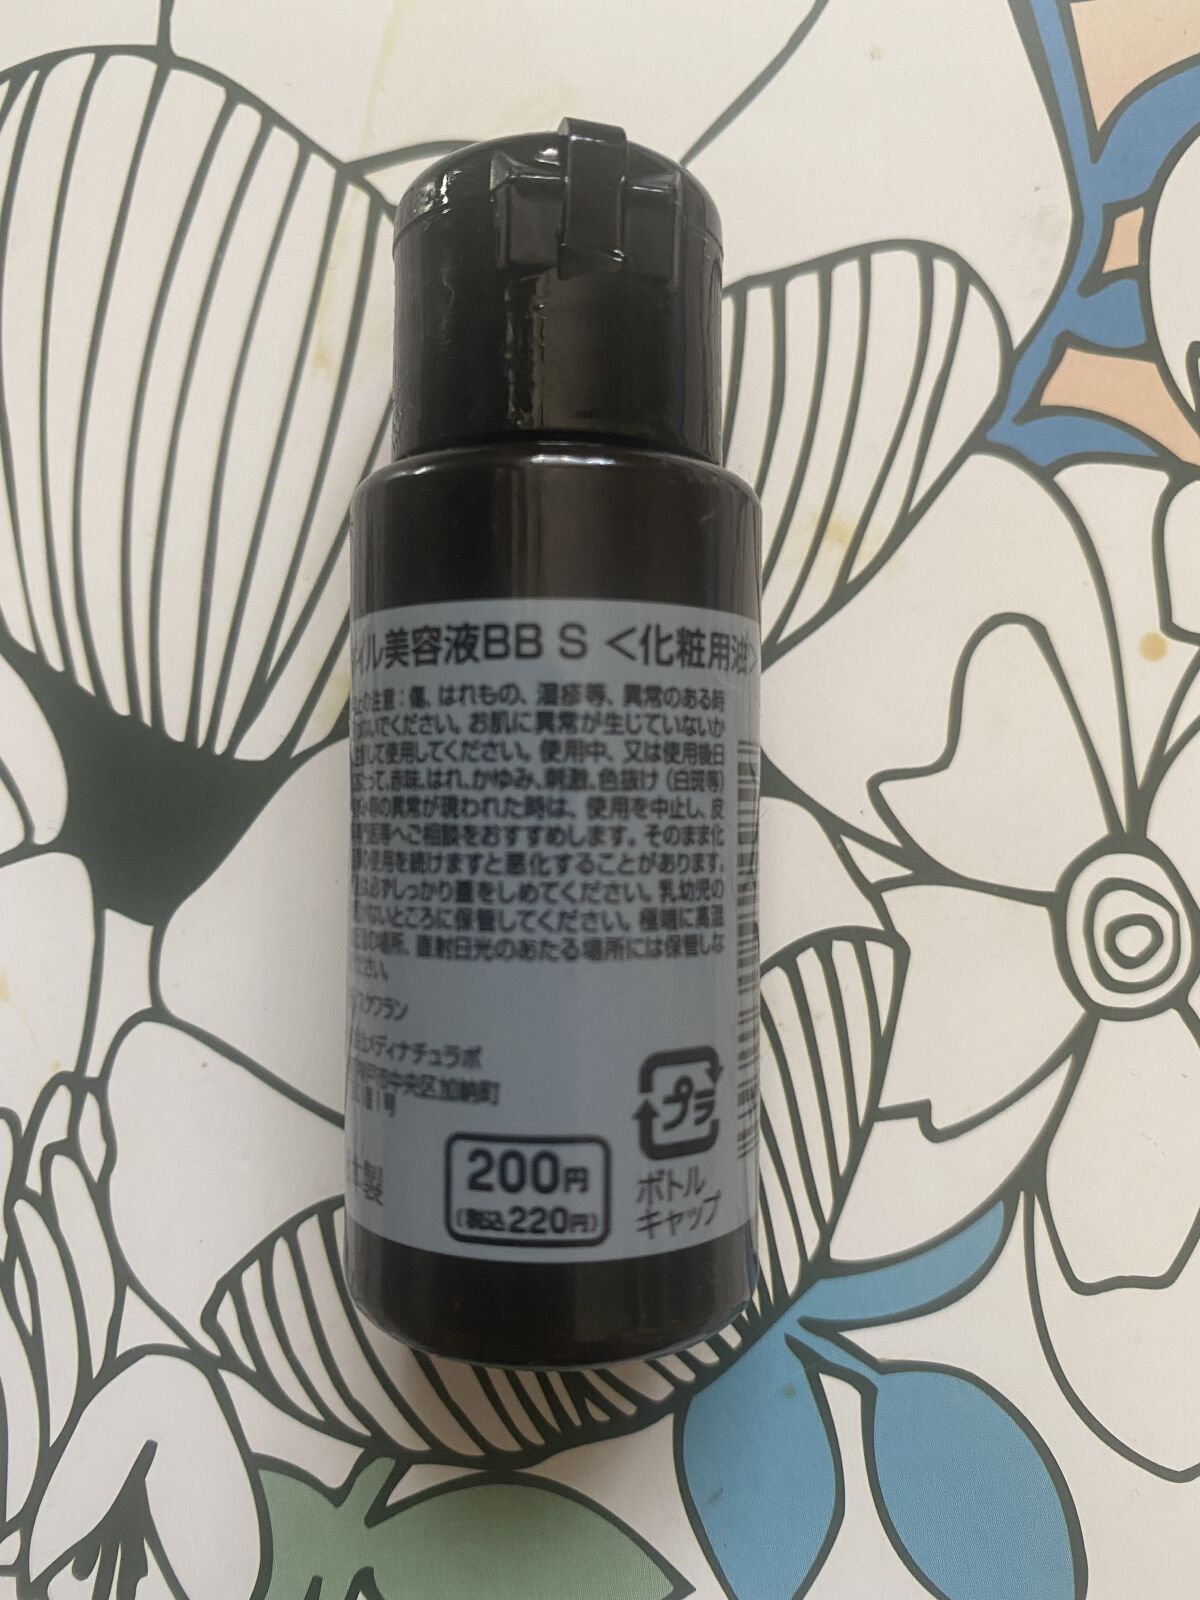 イル美容液BB S <化粧用油>
の注意：傷、はれもの、湿疹等、異常のある時
ないでください。お肌に異常が生じていないか
して使用してください。使用中、又は使用後日
って、赤味、はれ、かゆみ、刺激、色抜け（白斑等）
の異常が現われた時は、使用を中止し、皮
門医等へご相談をおすすめします。そのまま化
の使用を続けますと悪化することがあります。
は必ずしっかり蓋をしめてください。乳幼児の
ないところに保管してください。極端に高温
の場所、直射日光のあたる場所には保管しな
ださい。
スクワラン
メディナチュラボ
中央区加納町
1号
製
200円
(税込220円)
プラ
ボトル
キャップ